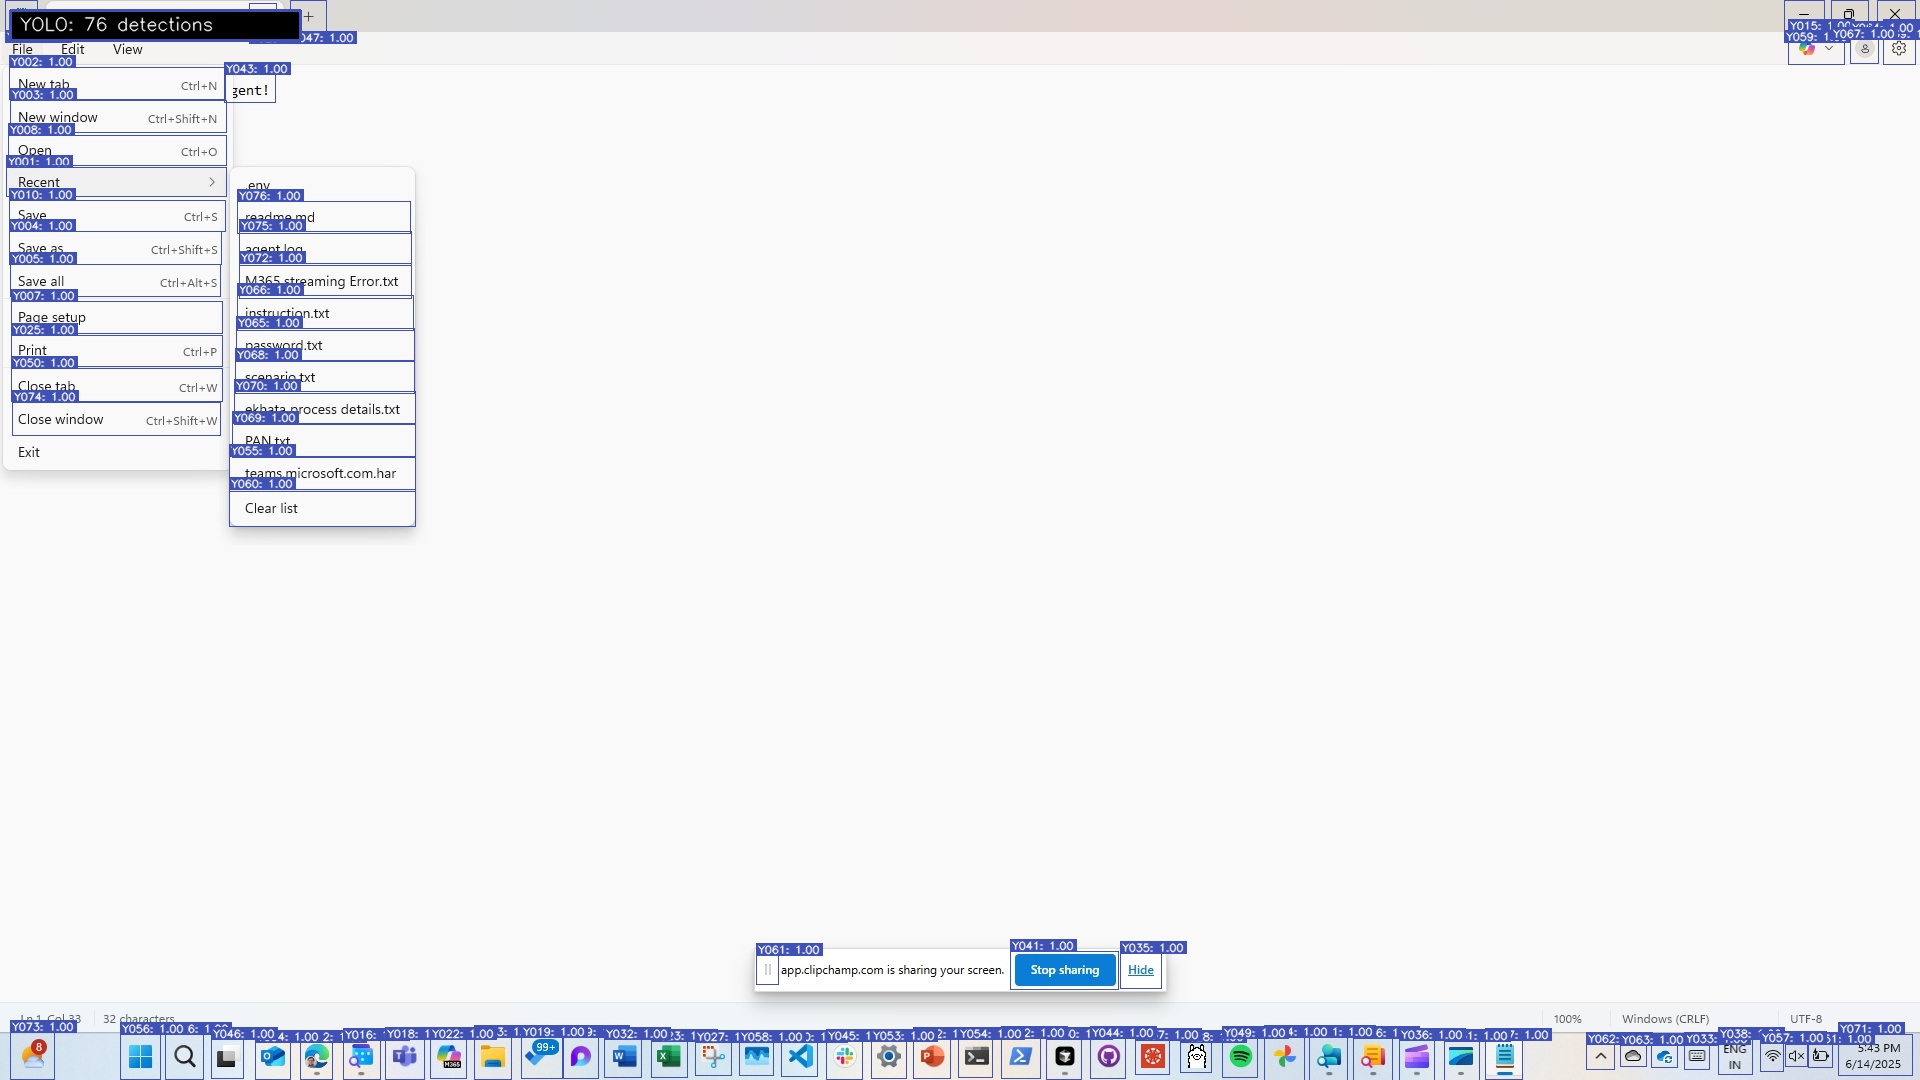 YOLO: 76 detections
047: 1.00
Y015: 1.00
Y059: 1.
Y067: 1.00
File
Edit
View
Y002: 1.00
Y043: 1.00
New tab Ctrl+N
gent!
Y003: 1.00
New window Ctrl+Shift+N
Y008: 1.00
Open Ctrl+O
Y001: 1.00
Recent
Y010: 1.00
Save Ctrl+S
Y004: 1.00
Save as Ctrl+Shift+S
Y005: 1.00
Save all Ctrl+Alt+S
Y007: 1.00
Page setup
Y025: 1.00
Print Ctrl+P
Y050: 1.00
Close tab Ctrl+W
Y074: 1.00
Close window Ctrl+Shift+W
Exit
.env
Y076: 1.00
readme.md
Y075: 1.00
agent.log
Y072: 1.00
M365 streaming Error.txt
Y066: 1.00
instruction.txt
Y065: 1.00
password.txt
Y068: 1.00
scenario.txt
Y070: 1.00
ekhata process details.txt
Y069: 1.00
PAN.txt
Y055: 1.00
teams.microsoft.com.har
Y060: 1.00
Clear list
Y061: 1.00
Y041: 1.00
Y035: 1.00
app.clipchamp.com is sharing your screen.
Stop sharing
Hide
Ln 1, Col 33
32 characters
100%
Windows (CRLF)
UTF-8
Y073: 1.00
Y056: 1.00
Y046: 1.00
Y016:
Y018: 1
Y022:
Y019: 1.00
Y032: 1.00
Y027:
Y058: 1.00
Y045:
Y053: 1.00
Y054: 1.00
Y044: 1.00
Y049: 1.00
Y036: 1.00
Y062:
Y063: 1.00
Y033:
Y038:
Y057: 1.00
Y071: 1.00
8
M365
99+
ENG
IN
5:43 PM
6/14/2025